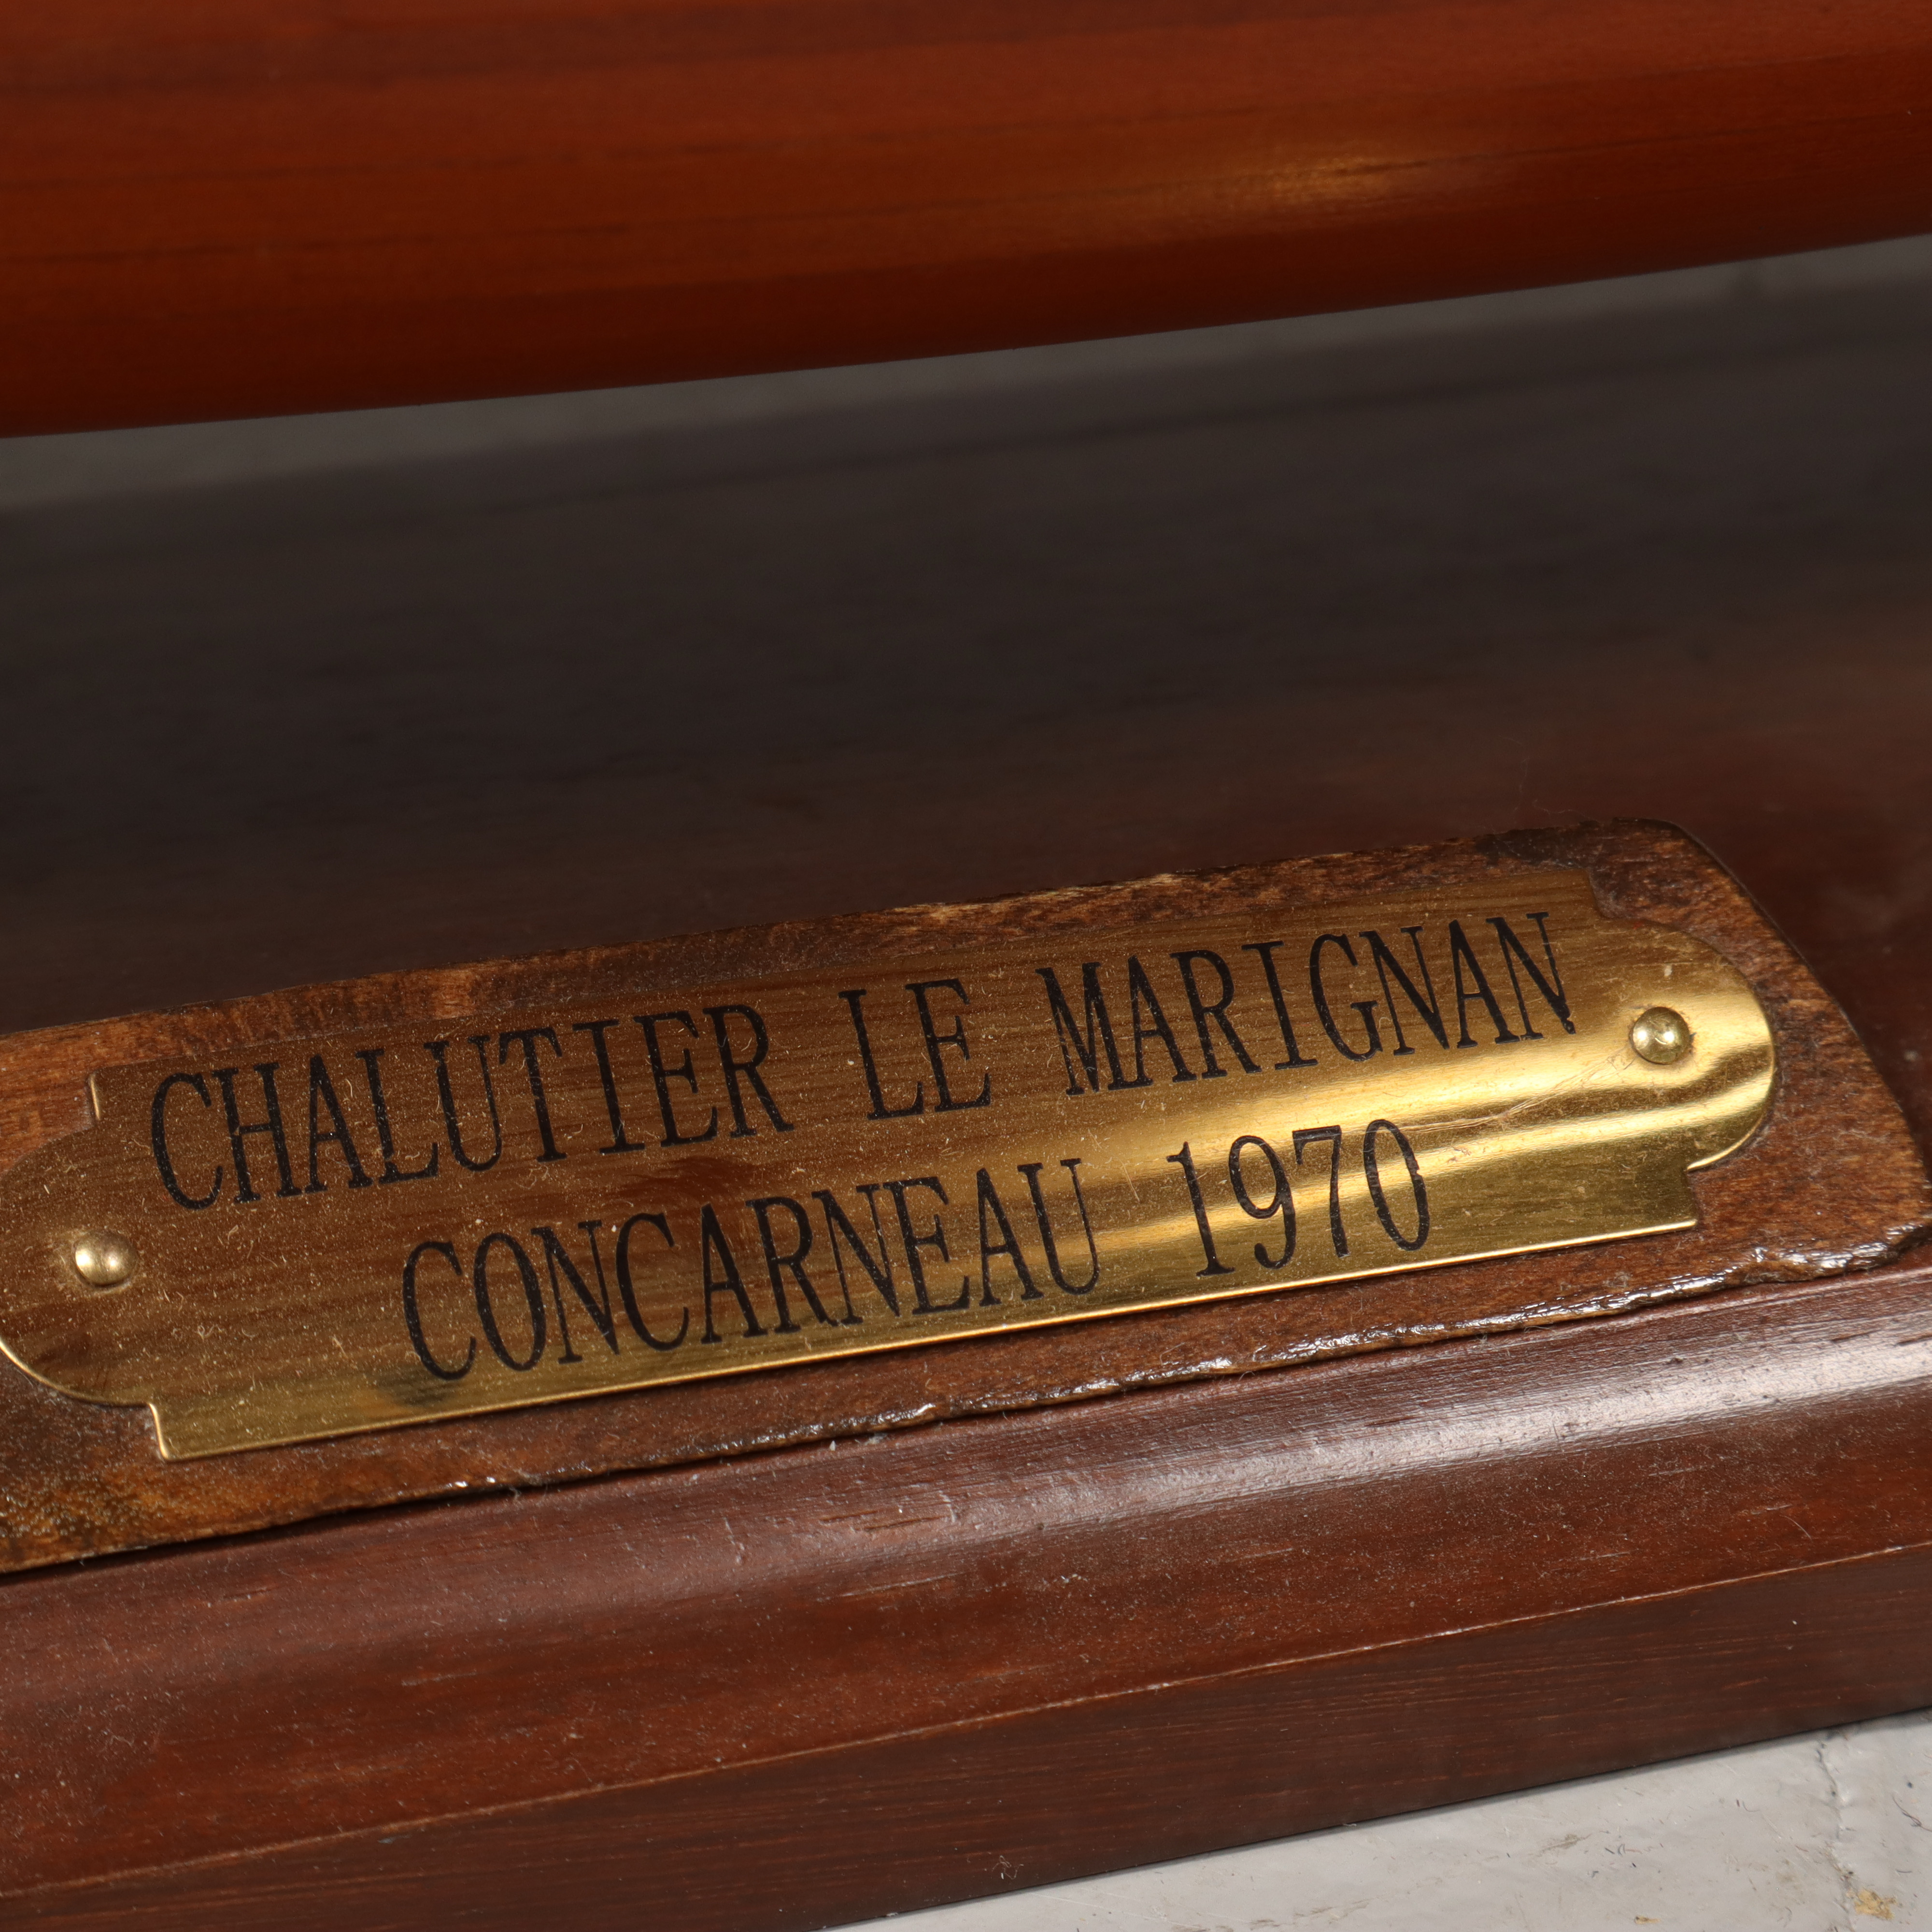 CHALUTIER LE MARIGNAN
CONCARNEAU 1970